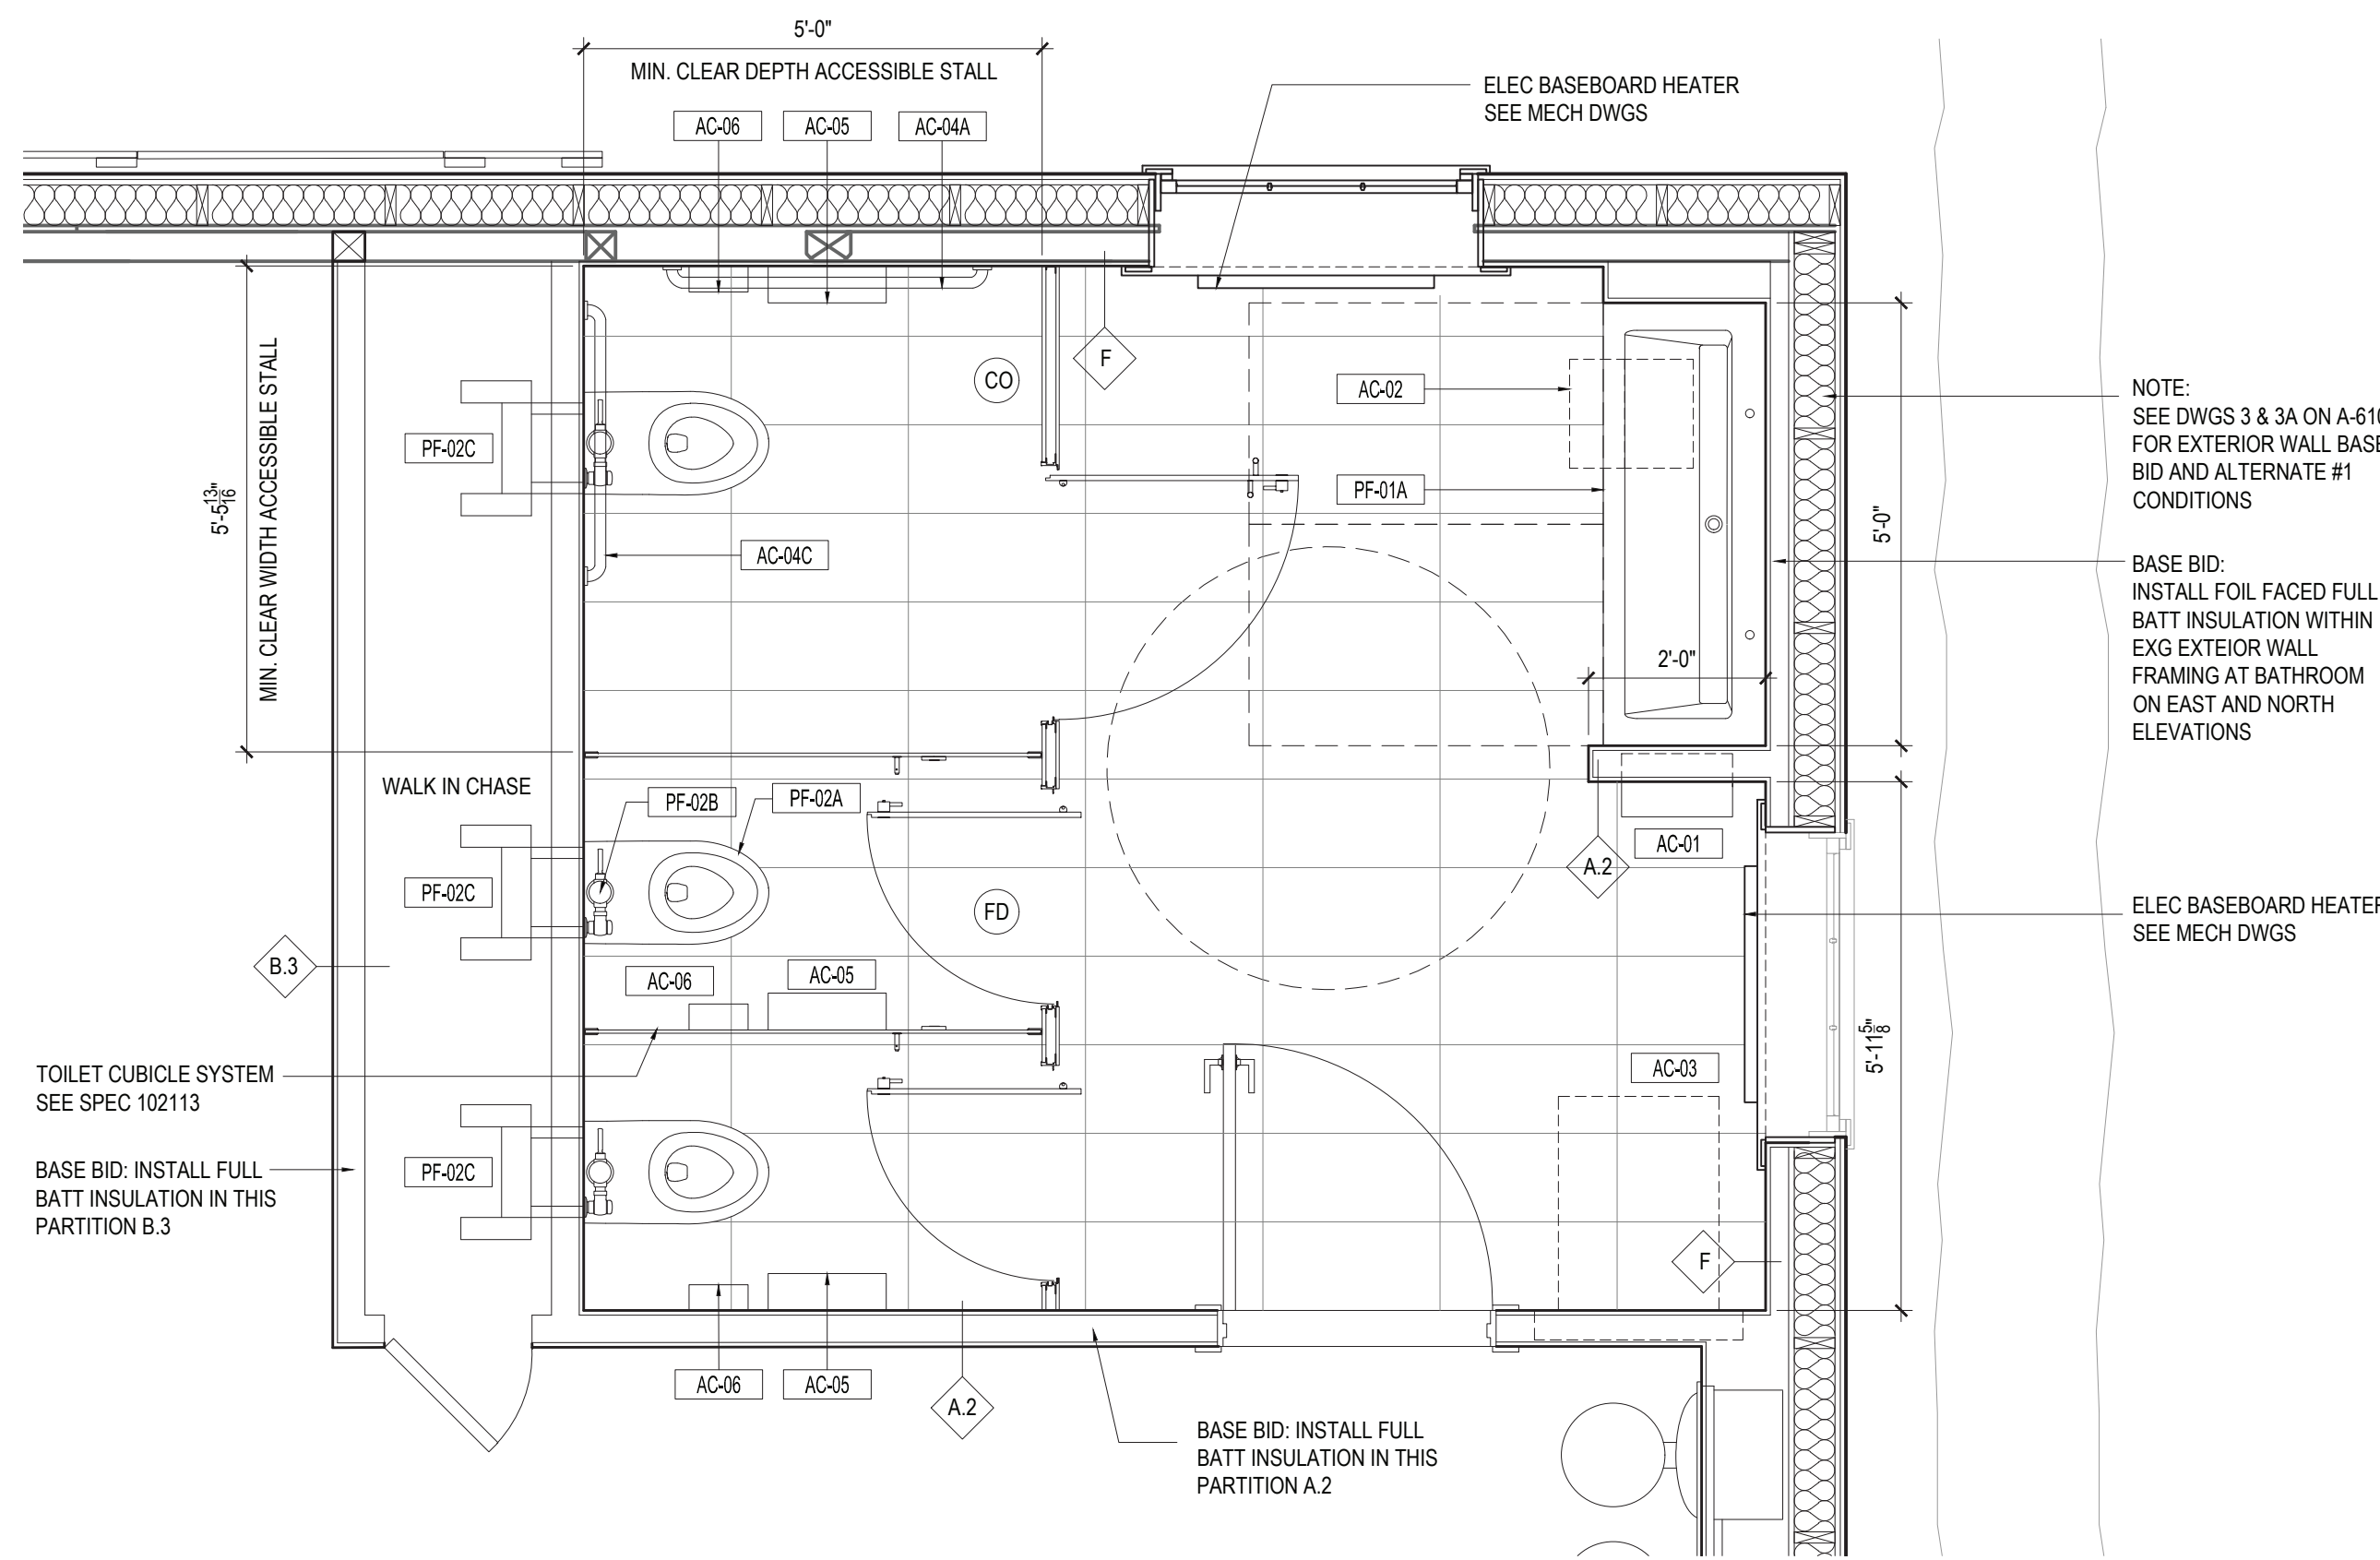 5'-0"
MIN. CLEAR DEPTH ACCESSIBLE STALL
ELEC BASEBOARD HEATER
SEE MECH DWGS
AC-06
AC-05
AC-04A
F
CO
AC-02
PF-01A
PF-02C
AC-04C
5'-5 13/16"
MIN. CLEAR WIDTH ACCESSIBLE STALL
NOTE:
SEE DWGS 3 & 3A ON A-610
FOR EXTERIOR WALL BASE
BID AND ALTERNATE #1
CONDITIONS
5'-0"
BASE BID:
INSTALL FOIL FACED FULL
BATT INSULATION WITHIN
EXG EXTEIOR WALL
FRAMING AT BATHROOM
ON EAST AND NORTH
ELEVATIONS
2'-0"
WALK IN CHASE
PF-02B
PF-02A
AC-01
A.2
PF-02C
FD
ELEC BASEBOARD HEATER
SEE MECH DWGS
B.3
AC-06
AC-05
5'-11 5/8"
AC-03
TOILET CUBICLE SYSTEM
SEE SPEC 102113
BASE BID: INSTALL FULL
BATT INSULATION IN THIS
PARTITION B.3
PF-02C
F
AC-06
AC-05
A.2
BASE BID: INSTALL FULL
BATT INSULATION IN THIS
PARTITION A.2